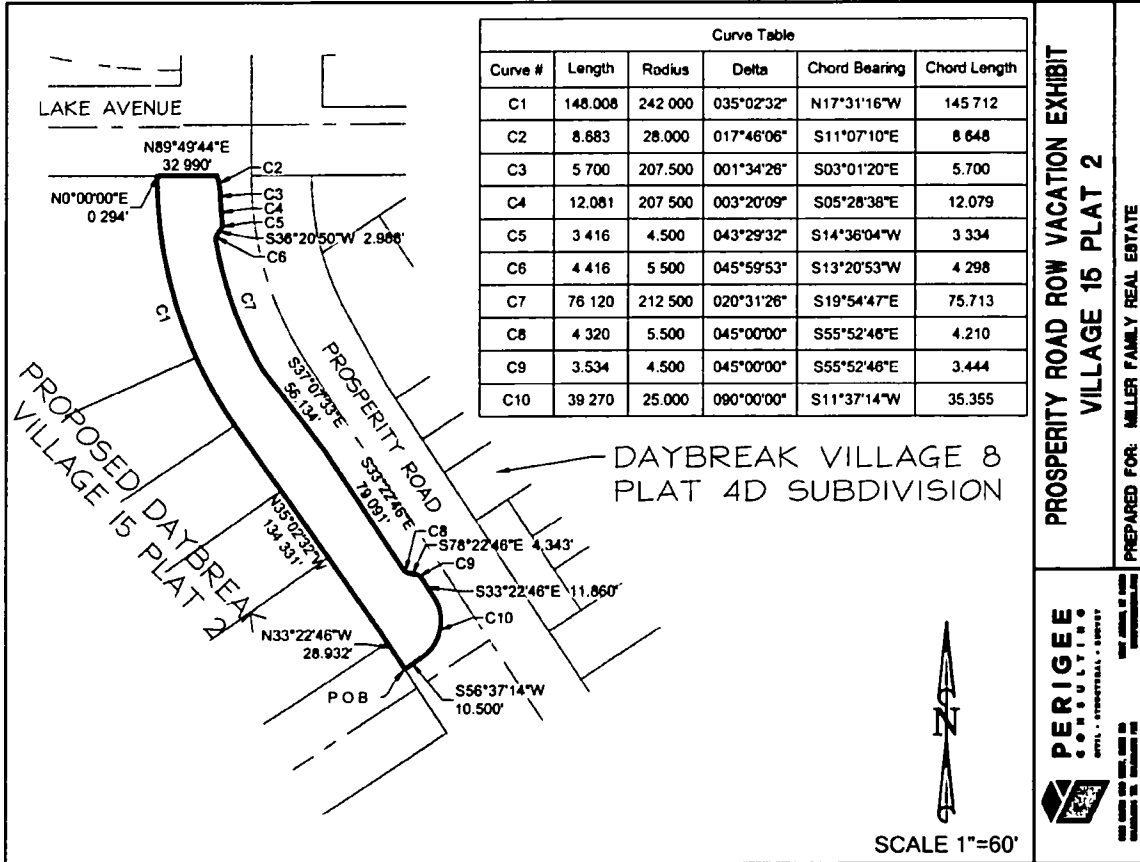 LAKE AVENUE
N89°49'44"E
32 990'
N0°00'00"E
0 294'
C2
C3
C4
C5
S36°20'50"W 2.988'
C6
C1
C7
PROSPERITY ROAD
S37°07'33"E
56.134'
S33°22'46"E
79 091'
PROPOSED DAYBREAK
VILLAGE 15 PLAT 2
N35°02'32"W
134 331'
C8
S78°22'46"E 4.343'
C9
S33°22'46"E 11.860'
C10
N33°22'46"W
28.932'
P O B
S56°37'14"W
10.500'
Curve Table
Curve # Length Radius Delta Chord Bearing Chord Length
C1 148.008 242 000 035°02'32" N17°31'16"W 145 712
C2 8.683 28.000 017°46'06" S11°07'10"E 8 648
C3 5 700 207.500 001°34'26" S03°01'20"E 5.700
C4 12.081 207 500 003°20'09" S05°28'38"E 12.079
C5 3 416 4.500 043°29'32" S14°36'04"W 3 334
C6 4 416 5 500 045°59'53" S13°20'53"W 4 298
C7 76 120 212 500 020°31'26" S19°54'47"E 75.713
C8 4 320 5.500 045°00'00" S55°52'46"E 4.210
C9 3.534 4.500 045°00'00" S55°52'46"E 3.444
C10 39 270 25.000 090°00'00" S11°37'14"W 35.355
DAYBREAK VILLAGE 8
PLAT 4D SUBDIVISION
N
SCALE 1"=60'
PROSPERITY ROAD ROW VACATION EXHIBIT
VILLAGE 15 PLAT 2
PREPARED FOR: MILLER FAMILY REAL ESTATE
PERIGEE
CONSULTING
CIVIL • STRUCTURAL • SURVEY